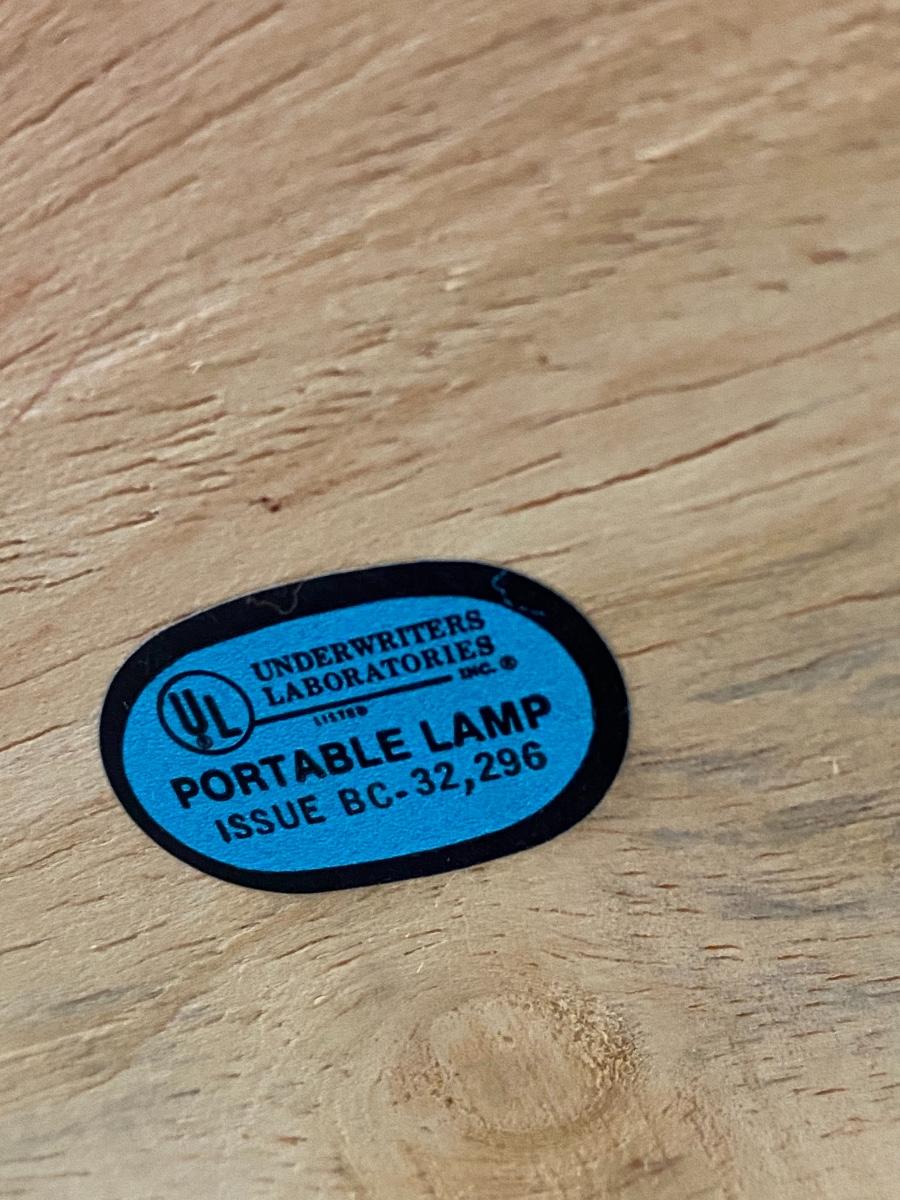 UL®
UNDERWRITERS
LABORATORIES
INC. ®
LISTED
PORTABLE LAMP
ISSUE BC-32,296